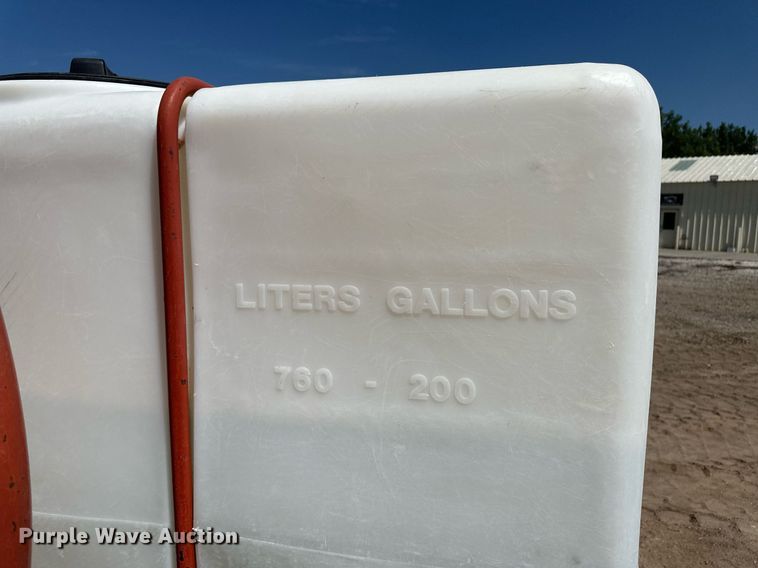 LITERS GALLONS
760 - 200
Purple Wave Auction